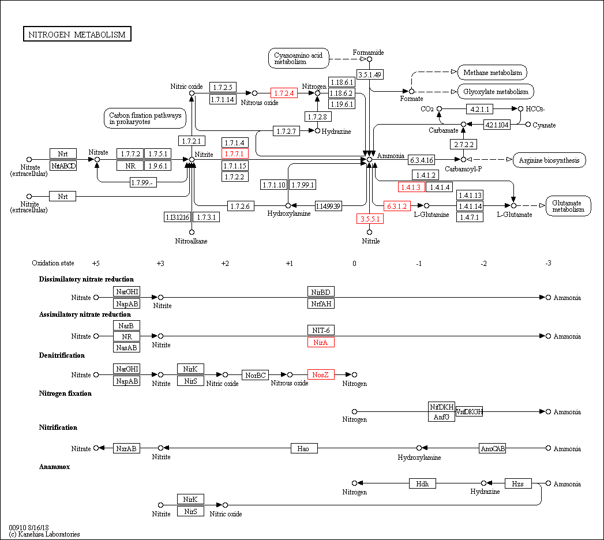 NITROGEN METABOLISM
Cyanoamino acid
metabolism
Formamide
3.5.1.49
Methane metabolism
Formate
Glyoxylate metabolism
Nitric oxide
1.7.2.5
1.7.1.14
Nitrous oxide
1.7.2.4
Nitrogen
1.18.6.1
1.18.6.2
1.19.6.1
Carbon fixation pathways
in prokaryotes
1.7.2.8
1.7.2.7
Hydrazine
CO2
4.2.1.1
HCO3-
Carbamate
4.2.1.104
Cyanate
2.7.2.2
1.7.2.1
Nitrate
(extracellular)
Nrt
NrtABCD
Nitrate
1.7.7.2
1.7.5.1
NR
1.9.6.1
1.7.99.-
Nitrite
1.7.1.4
1.7.7.1
1.7.1.15
1.7.2.2
Ammonia
6.3.4.16
Carbamoyl-P
Arginine biosynthesis
Nitrite
(extracellular)
Nrt
1.7.1.10
1.7.99.1
1.4.1.2
1.4.1.3
1.4.1.4
1.4.1.13
1.4.1.14
1.4.7.1
1.13.12.16
1.7.3.1
1.7.2.6
Hydroxylamine
1.14.99.39
3.5.5.1
6.3.1.2
L-Glutamine
L-Glutamate
Glutamate
metabolism
Nitroalkane
Nitrile
Oxidation state
+5
+3
+2
+1
0
-1
-2
-3
Dissimilatory nitrate reduction
Nitrate
NarGHI
NapAB
Nitrite
NirBD
NrfAH
Ammonia
Assimilatory nitrate reduction
Nitrate
NarB
NR
NasAB
Nitrite
NIT-6
NirA
Ammonia
Denitrification
Nitrate
NarGHI
NapAB
Nitrite
NirK
NirS
Nitric oxide
NorBC
Nitrous oxide
NosZ
Nitrogen
Nitrogen fixation
Nitrogen
NifDKH
AnfG
VnfDKGH
Ammonia
Nitrification
Nitrate
NxrAB
Nitrite
Hao
Hydroxylamine
AmoCAB
Ammonia
Anammox
Nitrogen
Hdh
Hydrazine
Hzs
Ammonia
Nitrite
NirK
NirS
Nitric oxide
00910 8/16/18
(c) Kanehisa Laboratories